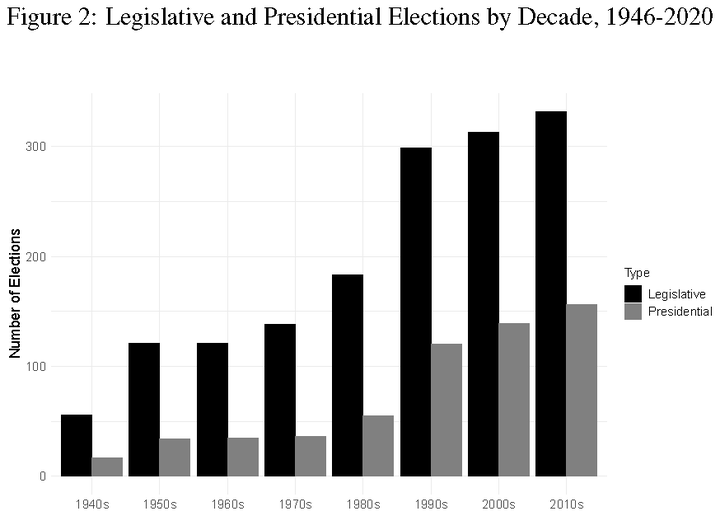 Figure 2: Legislative and Presidential Elections by Decade, 1946-2020
300
200
100
0
Number of Elections
1940s 1950s 1960s 1970s 1980s 1990s 2000s 2010s
Type
Legislative
Presidential